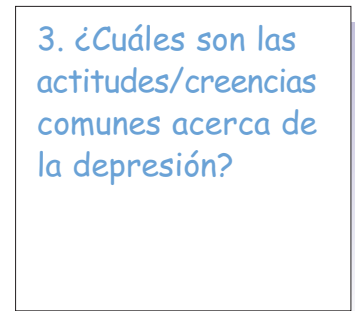 3. ¿Cuáles son las
actitudes/creencias
comunes acerca de
la depresión?